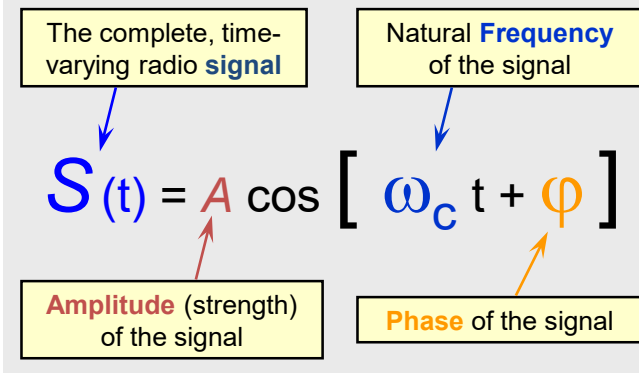 The complete, time-
varying radio signal
Natural Frequency
of the signal
S(t) = A cos [ ωc t + φ ]
Amplitude (strength)
of the signal
Phase of the signal